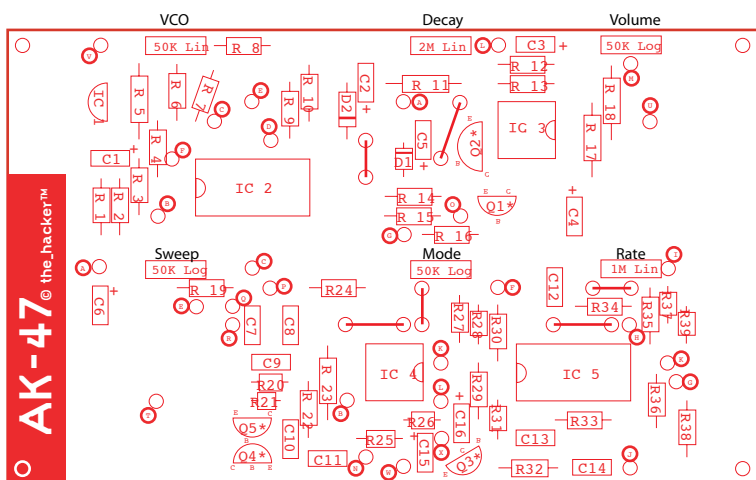 VCO Decay Volume
50K Lin R 8 2M Lin L C3 + 50K Log
V R 12
R 11 R 13 M
IC 1 R 5 R 6 R 7 C E R 9 R 10 D2 C2 + A R 18 U
D Q2* E B C IC 3 R 17
C1 + R 4 F D1 C5 +
R 3 IC 2
R 1 R 2 B R 14 O E Q1* C B C4 +
R 15
G R 16
Sweep Mode Rate
A 50K Log C 50K Log 1M Lin I
C6 + R 19 P R24 F C12
E Q R34 R37
R C7 C8 R27 R28 R30 R35 R33
H
K
C9 IC 4 IC 5 K
R20 R 23 L R29 G
R21 R 22 B R36
T E Q5* C B C10 R26 C16 + R31 R33 R38
R25 + C13
Q4* C B E C11 N W C15 X Q3* E B C R32 C14 J
AK-47 © the_hacker™